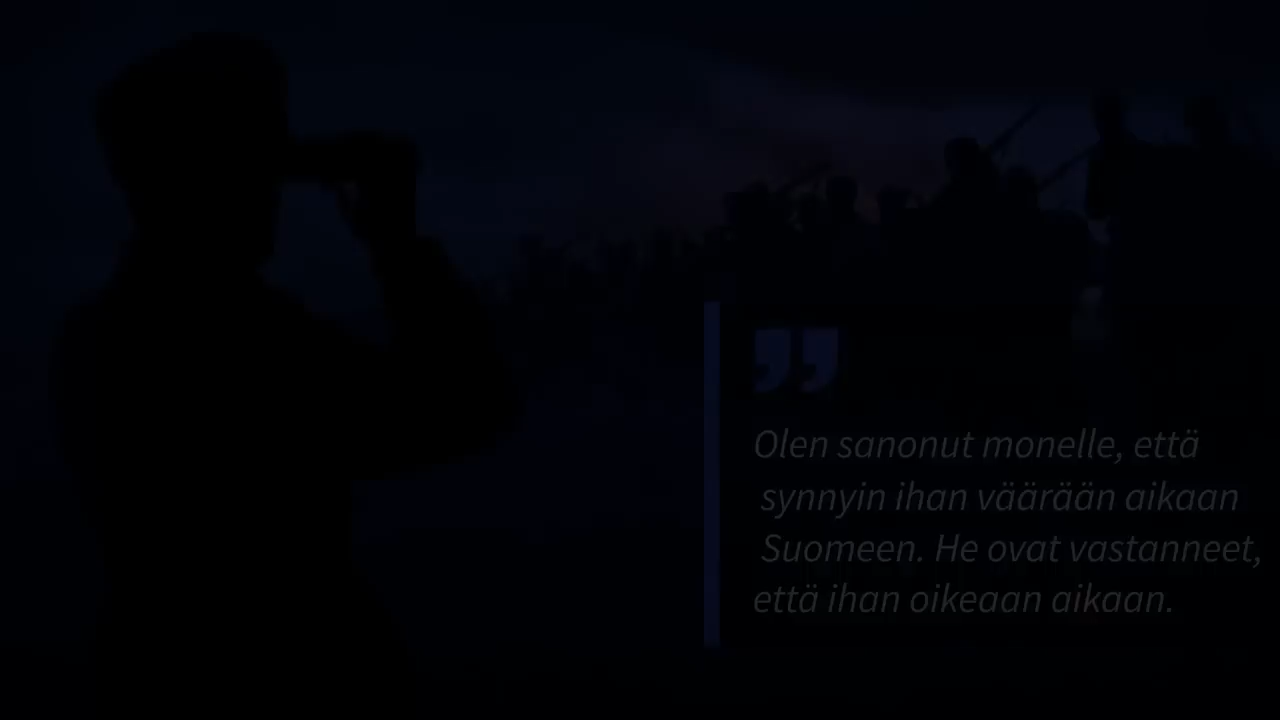 ”
Olen sanonut monelle, että
synnyin ihan väärään aikaan
Suomeen. He ovat vastanneet,
että ihan oikeaan aikaan.